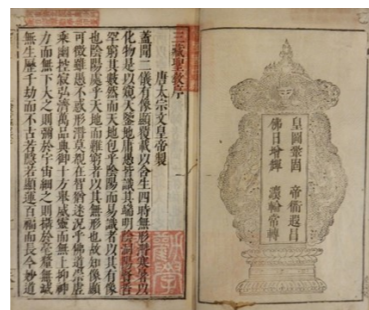 皇圖鞏固 帝道遐昌
佛日增輝 法輪常轉
三藏聖教序
唐太宗文皇帝製
蓋聞二儀有像顯覆載以含生四時無形潛寒暑以
化物是以窺天鑑地庸愚皆識其端明陰洞陽賢哲
罕窮其數然而天地包乎陰陽而易識者以其有像
也陰陽處乎天地而難窮者以其無形也故知像顯
可徵雖愚不惑形潛莫覩在智猶迷況乎佛道崇虛
乘幽控寂弘濟萬品典御十方舉威靈而無上抑神
力而無下大之則彌於宇宙細之則攝於毫釐無滅
無生歷千劫而不古若隱若顯運百福而長今妙道